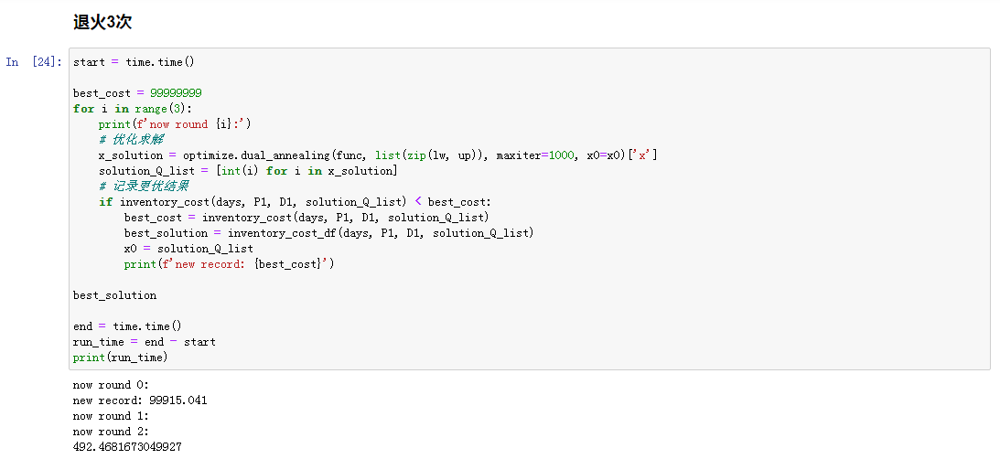 退火3次
In [24]:
start = time.time()
best_cost = 99999999
for i in range(3):
    print(f'now round {i}:')
    # 优化求解
    x_solution = optimize.dual_annealing(func, list(zip(lw, up)), maxiter=1000, x0=x0)['x']
    solution_Q_list = [int(i) for i in x_solution]
    # 记录更优结果
    if inventory_cost(days, P1, D1, solution_Q_list) < best_cost:
        best_cost = inventory_cost(days, P1, D1, solution_Q_list)
        best_solution = inventory_cost_df(days, P1, D1, solution_Q_list)
        x0 = solution_Q_list
        print(f'new record: {best_cost}')
best_solution
end = time.time()
run_time = end - start
print(run_time)
now round 0:
new record: 99915.041
now round 1:
now round 2:
492.4681673049927